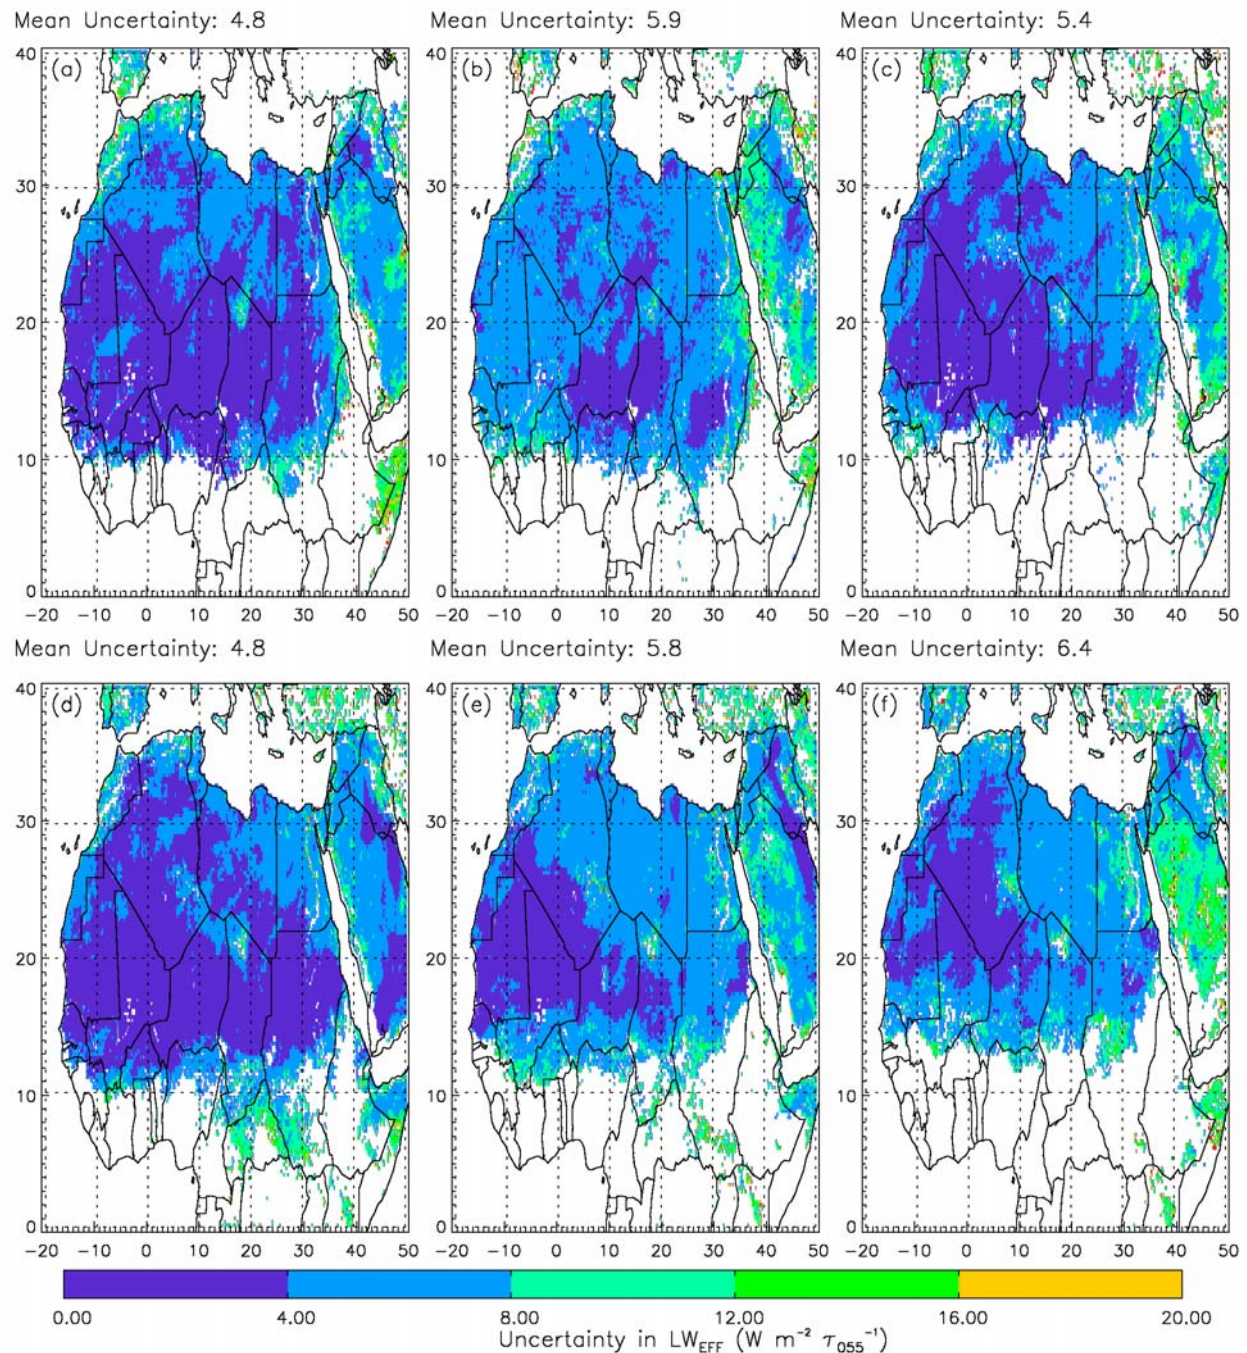 Mean Uncertainty: 4.8 Mean Uncertainty: 5.9 Mean Uncertainty: 5.4
(a) (b) (c)
40
30
20
10
0
-20 -10 0 10 20 30 40 50 -20 -10 0 10 20 30 40 50 -20 -10 0 10 20 30 40 50
Mean Uncertainty: 4.8 Mean Uncertainty: 5.8 Mean Uncertainty: 6.4
(d) (e) (f)
40
30
20
10
0
-20 -10 0 10 20 30 40 50 -20 -10 0 10 20 30 40 50 -20 -10 0 10 20 30 40 50
0.00 4.00 8.00 12.00 16.00 20.00
Uncertainty in LW_EFF (W m⁻² τ₀₅₅⁻¹)